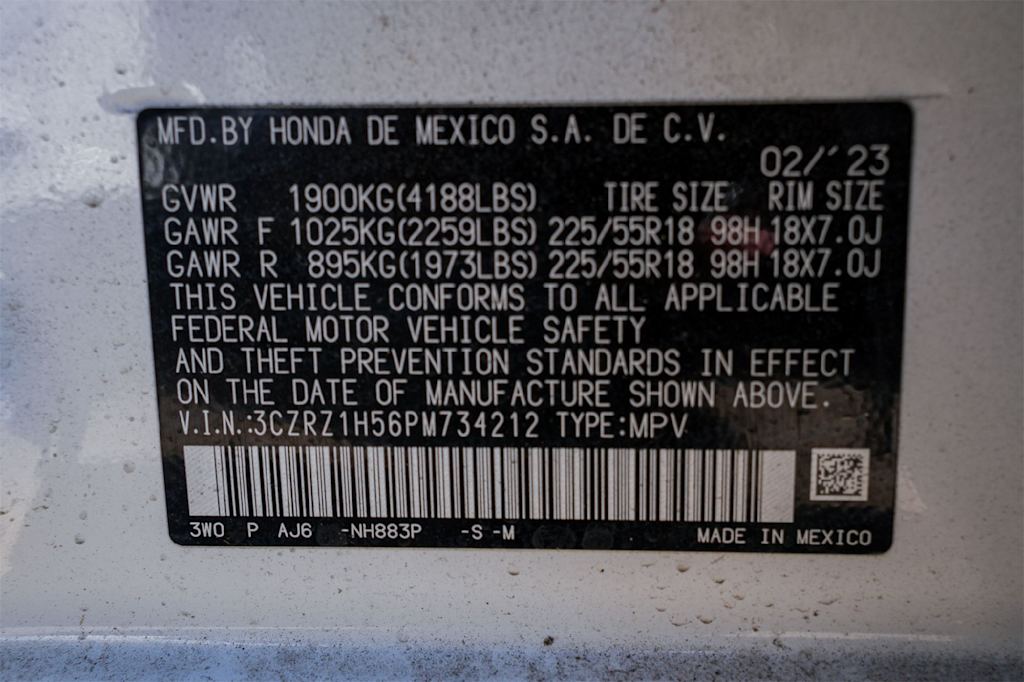 MFD.BY HONDA DE MEXICO S.A. DE C.V.
02/'23
GVWR 1900KG(4188LBS) TIRE SIZE RIM SIZE
GAWR F 1025KG(2259LBS) 225/55R18 98H 18X7.0J
GAWR R 895KG(1973LBS) 225/55R18 98H 18X7.0J
THIS VEHICLE CONFORMS TO ALL APPLICABLE
FEDERAL MOTOR VEHICLE SAFETY
AND THEFT PREVENTION STANDARDS IN EFFECT
ON THE DATE OF MANUFACTURE SHOWN ABOVE.
V.I.N.:3CZRZ1H56PM734212 TYPE:MPV
3W0 P AJ6 -NH883P -S -M MADE IN MEXICO